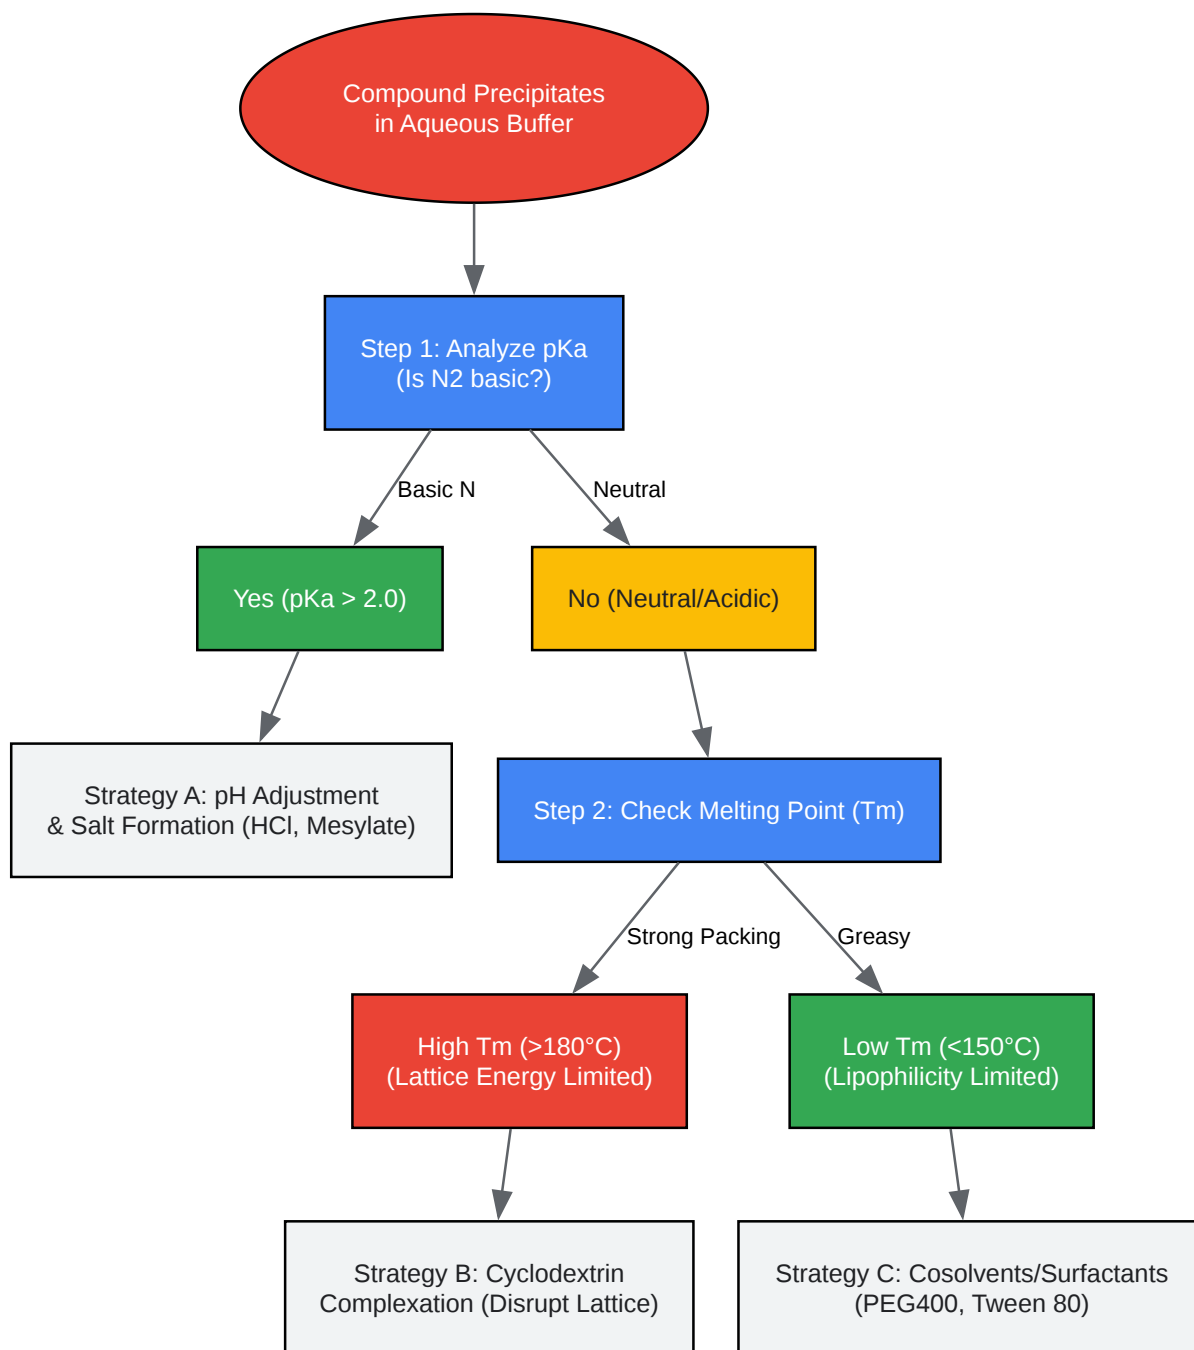 Compound Precipitates
in Aqueous Buffer
Step 1: Analyze pKa
(Is N2 basic?)
Basic N
Neutral
Yes (pKa > 2.0)
No (Neutral/Acidic)
Strategy A: pH Adjustment
& Salt Formation (HCl, Mesylate)
Step 2: Check Melting Point (Tm)
Strong Packing
Greasy
High Tm (>180°C)
(Lattice Energy Limited)
Low Tm (<150°C)
(Lipophilicity Limited)
Strategy B: Cyclodextrin
Complexation (Disrupt Lattice)
Strategy C: Cosolvents/Surfactants
(PEG400, Tween 80)